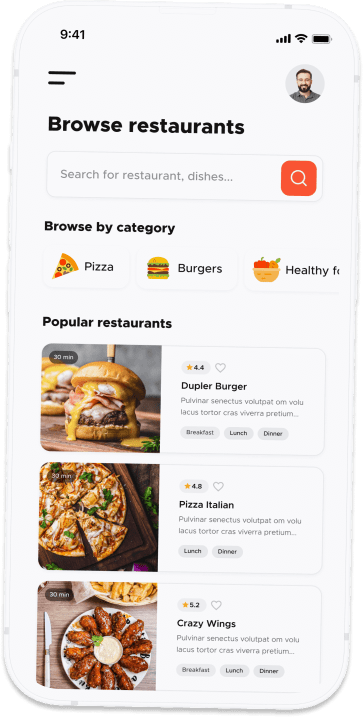 9:41
Browse restaurants
Search for restaurant, dishes...
Browse by category
Pizza
Burgers
Healthy fo
Popular restaurants
30 min
4.4
Dupler Burger
Pulvinar senectus volutpat om volu
lacus tortor cras viverra pretium...
Breakfast Lunch Dinner
30 min
4.8
Pizza Italian
Pulvinar senectus volutpat om volu
lacus tortor cras viverra pretium...
Lunch Dinner
30 min
5.2
Crazy Wings
Pulvinar senectus volutpat om volu
lacus tortor cras viverra pretium...
Breakfast Lunch Dinner